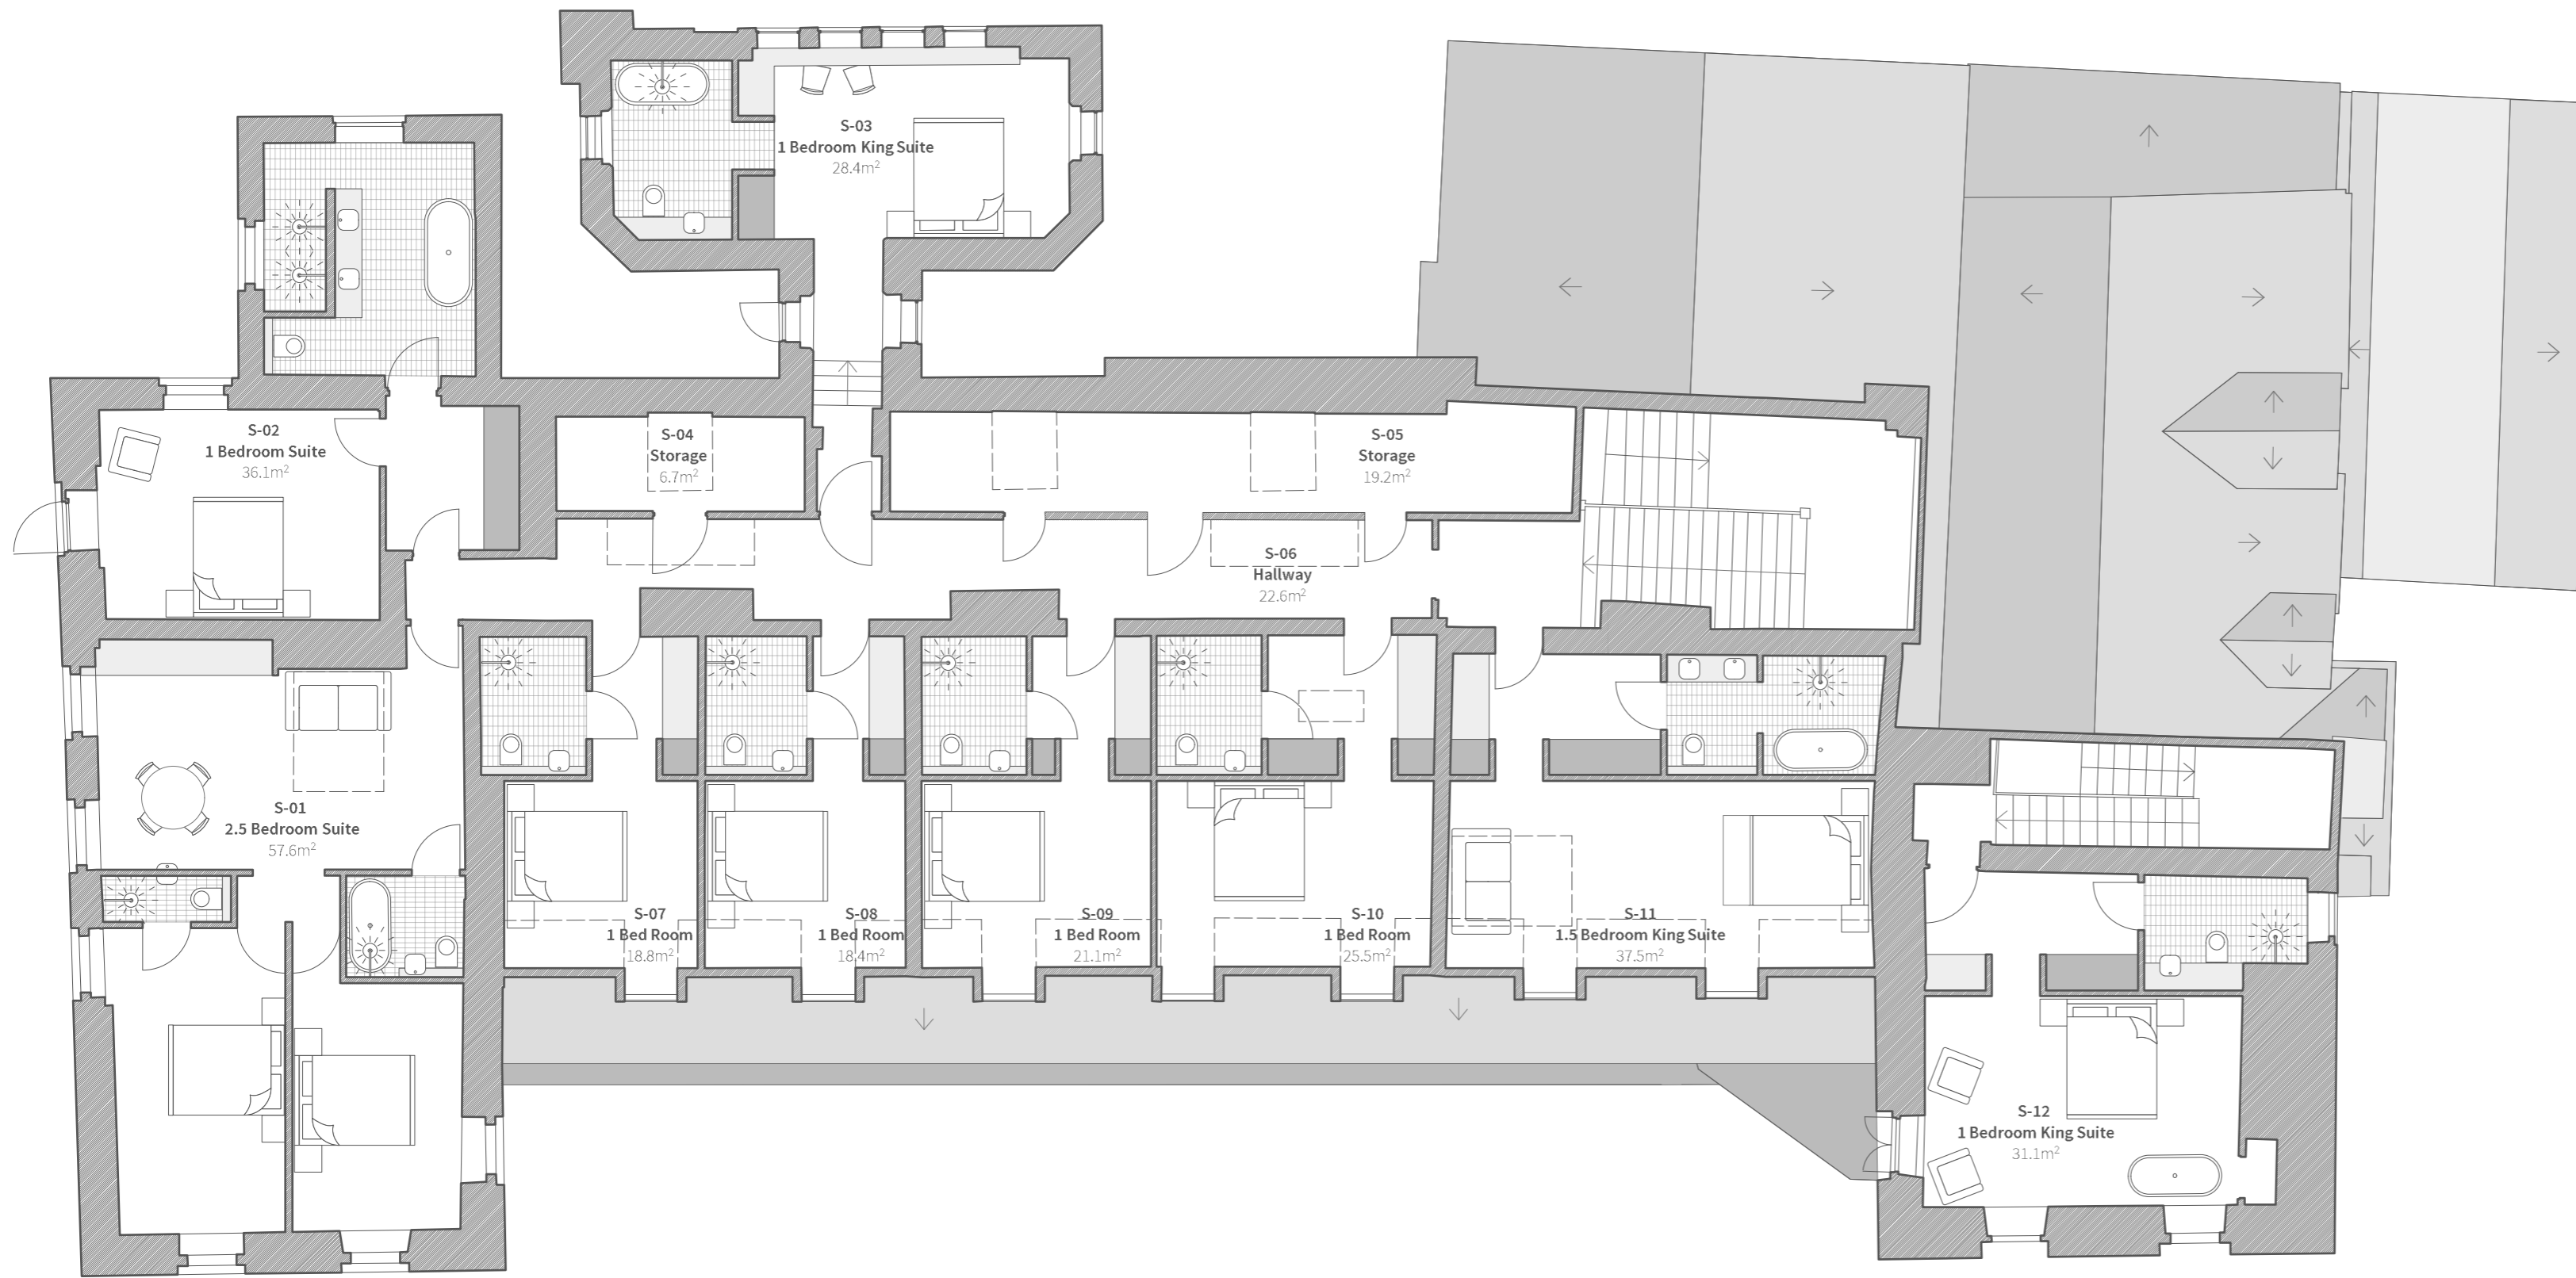 S-03
1 Bedroom King Suite
28.4m²
S-02
1 Bedroom Suite
36.1m²
S-04
Storage
6.7m²
S-05
Storage
19.2m²
S-06
Hallway
22.6m²
S-01
2.5 Bedroom Suite
57.6m²
S-07
1 Bed Room
18.8m²
S-08
1 Bed Room
18.4m²
S-09
1 Bed Room
21.1m²
S-10
1 Bed Room
25.5m²
S-11
1.5 Bedroom King Suite
37.5m²
S-12
1 Bedroom King Suite
31.1m²